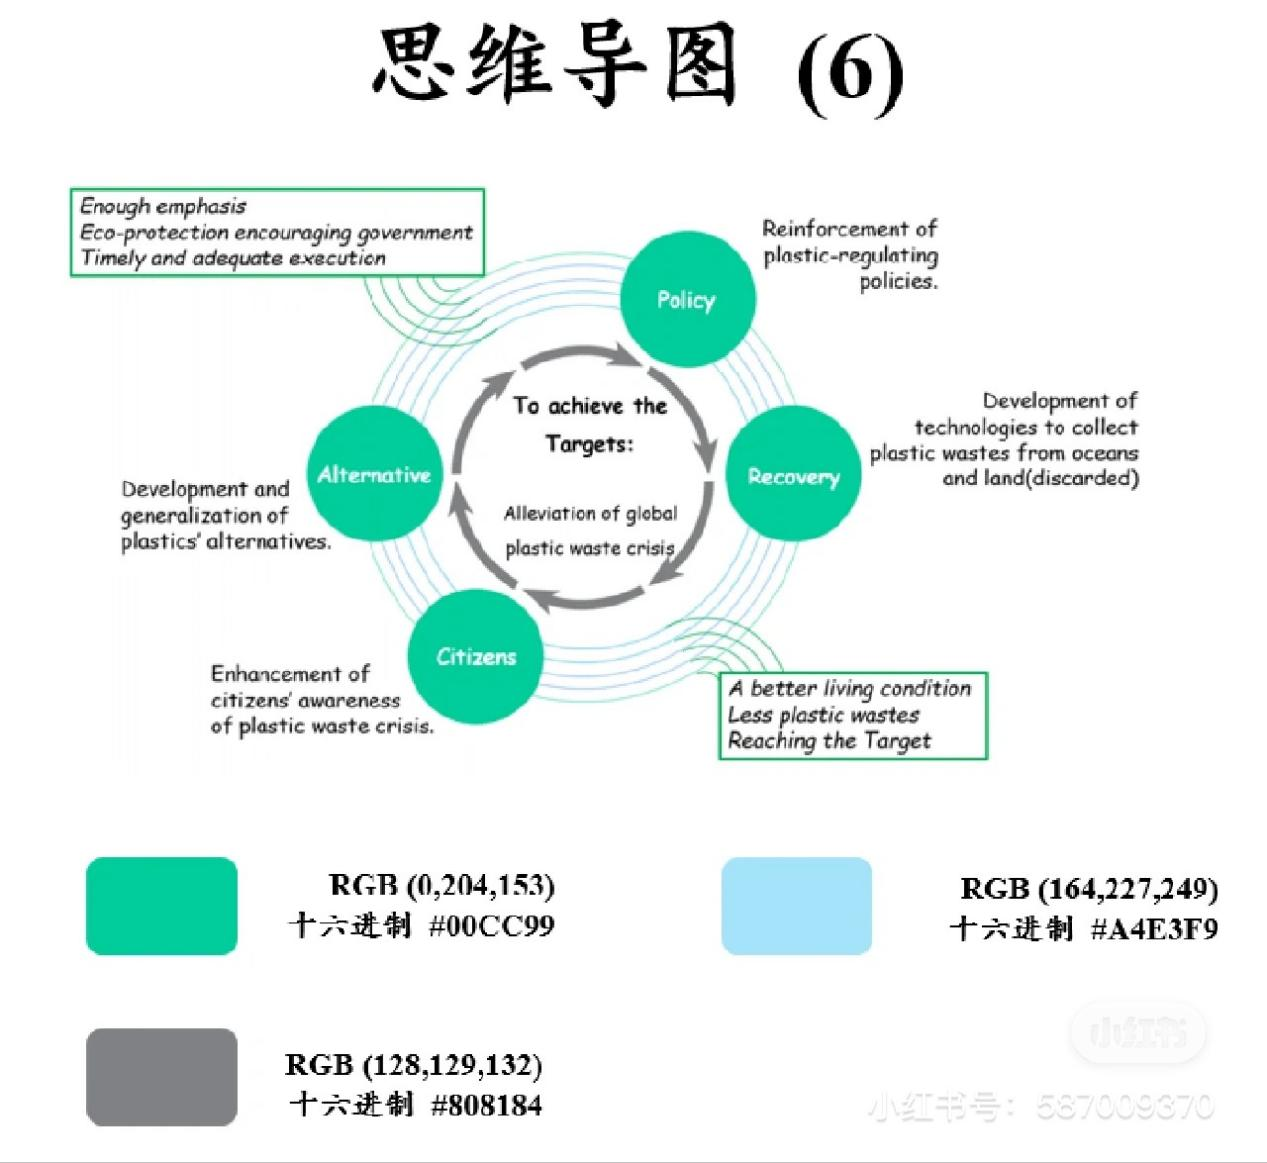 思维导图 (6)
Enough emphasis
Eco-protection encouraging government
Timely and adequate execution
Policy
Reinforcement of
plastic-regulating
policies.
To achieve the
Targets:
Alleviation of global
plastic waste crisis
Recovery
Development of
technologies to collect
plastic wastes from oceans
and land(discarded)
Alternative
Development and
generalization of
plastics' alternatives.
Citizens
Enhancement of
citizens' awareness
of plastic waste crisis.
A better living condition
Less plastic wastes
Reaching the Target
RGB (0,204,153)
十六进制 #00CC99
RGB (164,227,249)
十六进制 #A4E3F9
RGB (128,129,132)
十六进制 #808184
小红书
小红书号: 587009370